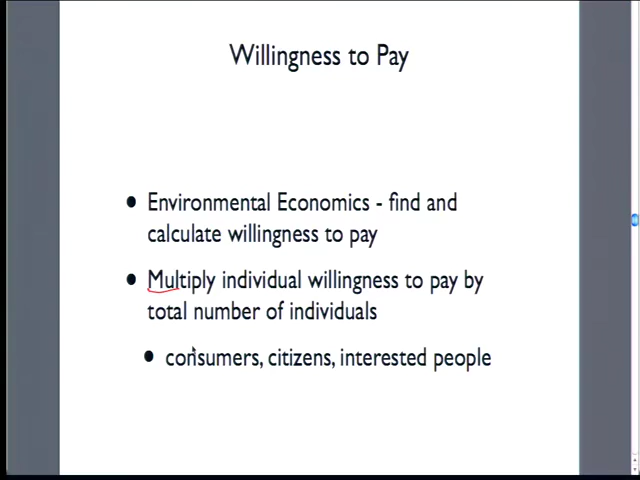 Willingness to Pay
• Environmental Economics - find and
calculate willingness to pay
• Multiply individual willingness to pay by
total number of individuals
• consumers, citizens, interested people